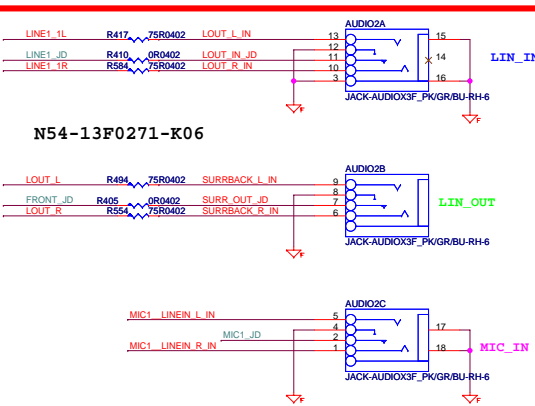 AUDIO2A
LINE1_1L R417 75R0402 LOUT_L_IN 13 15
12
LINE1_JD R410 0R0402 LOUT_IN_JD 11 14 LIN_IN
LINE1_1R R584 75R0402 LOUT_R_IN 10
3 16
JACK-AUDIOX3F_PK/GR/BU-RH-6
F F
N54-13F0271-K06
AUDIO2B
LOUT_L R494 75R0402 SURRBACK_L_IN 9
8
FRONT_JD R405 0R0402 SURR_OUT_JD 7 LIN_OUT
LOUT_R R554 75R0402 SURRBACK_R_IN 6
JACK-AUDIOX3F_PK/GR/BU-RH-6
F
AUDIO2C
MIC1_LINEIN_L_IN 5
4 17
MIC1_JD 2
MIC1_LINEIN_R_IN 1 18 MIC_IN
JACK-AUDIOX3F_PK/GR/BU-RH-6
F F